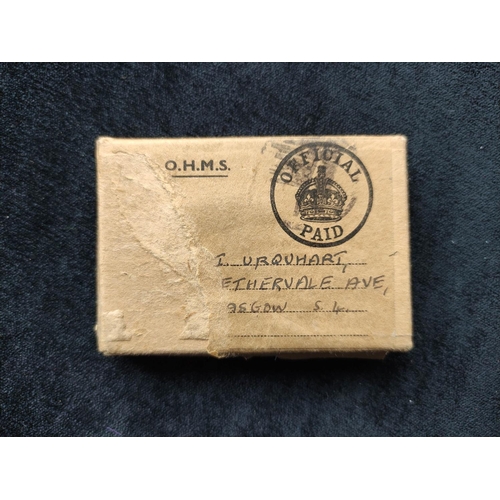 O.H.M.S.
OFFICIAL
PAID
I. URQUHART,
ETHERVALE AVE,
ASGOW S.4.